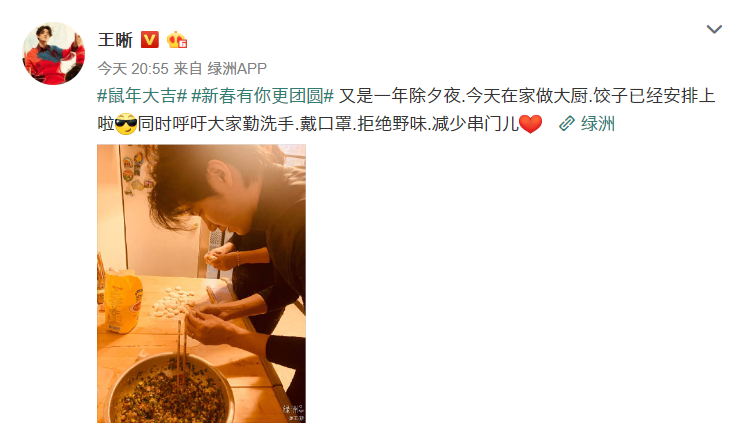 王晰
今天 20:55 来自 绿洲APP
#鼠年大吉# #新春有你更团圆# 又是一年除夕夜.今天在家做大厨.饺子已经安排上
啦😎同时呼吁大家勤洗手.戴口罩.拒绝野味.减少串门儿❤️ 绿洲
绿洲